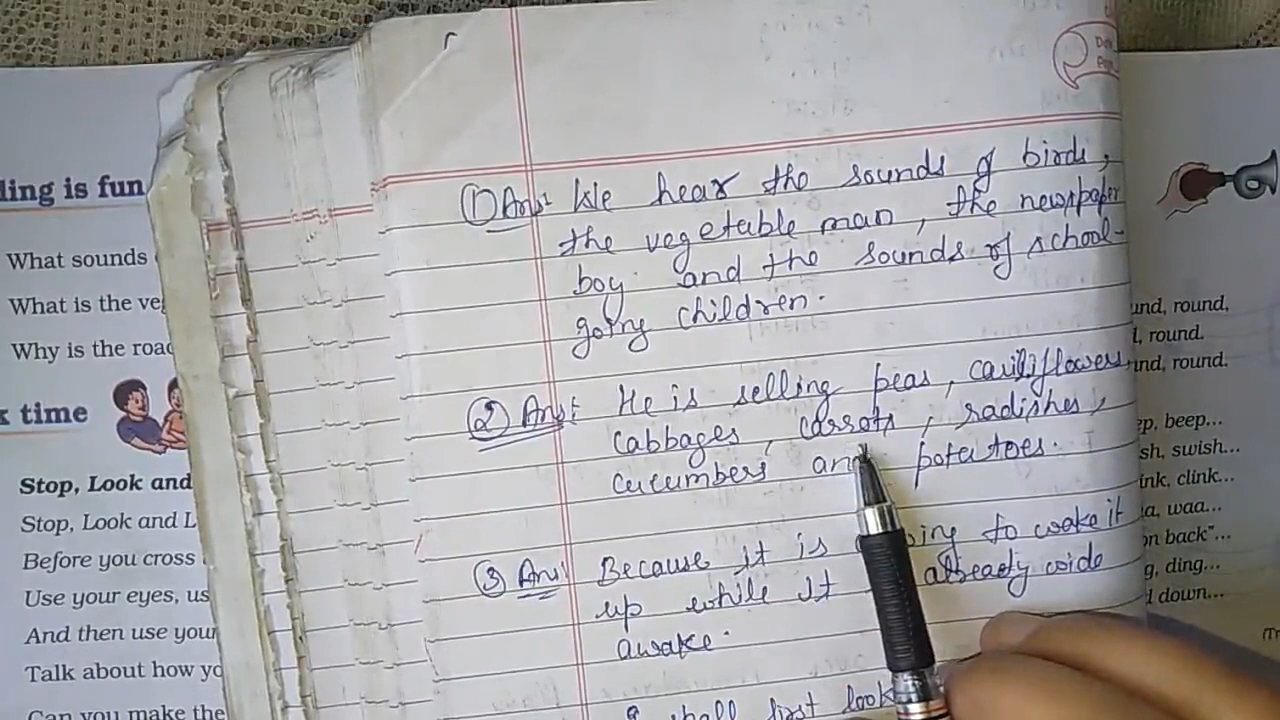 ling is fun
What sounds
What is the ve
Why is the road
time
Stop, Look and
Stop, Look and L
Before you cross
Use your eyes, us
And then use your
Talk about how yo
Can you make the
① Ans: We hear the sounds of birds,
the vegetable man, the newspaper
boy and the sounds of school-
going children.
② Ans: He is selling peas, cauliflowers,
cabbages, carrots, radishes,
cucumbers and potatoes.
③ Ans: Because it is to wake it
up while it already wide
awake.
shall first look
und, round,
, round.
und, round.
ep, beep...
sh, swish...
ink, clink...
a, waa...
on back"...
g, ding...
down...